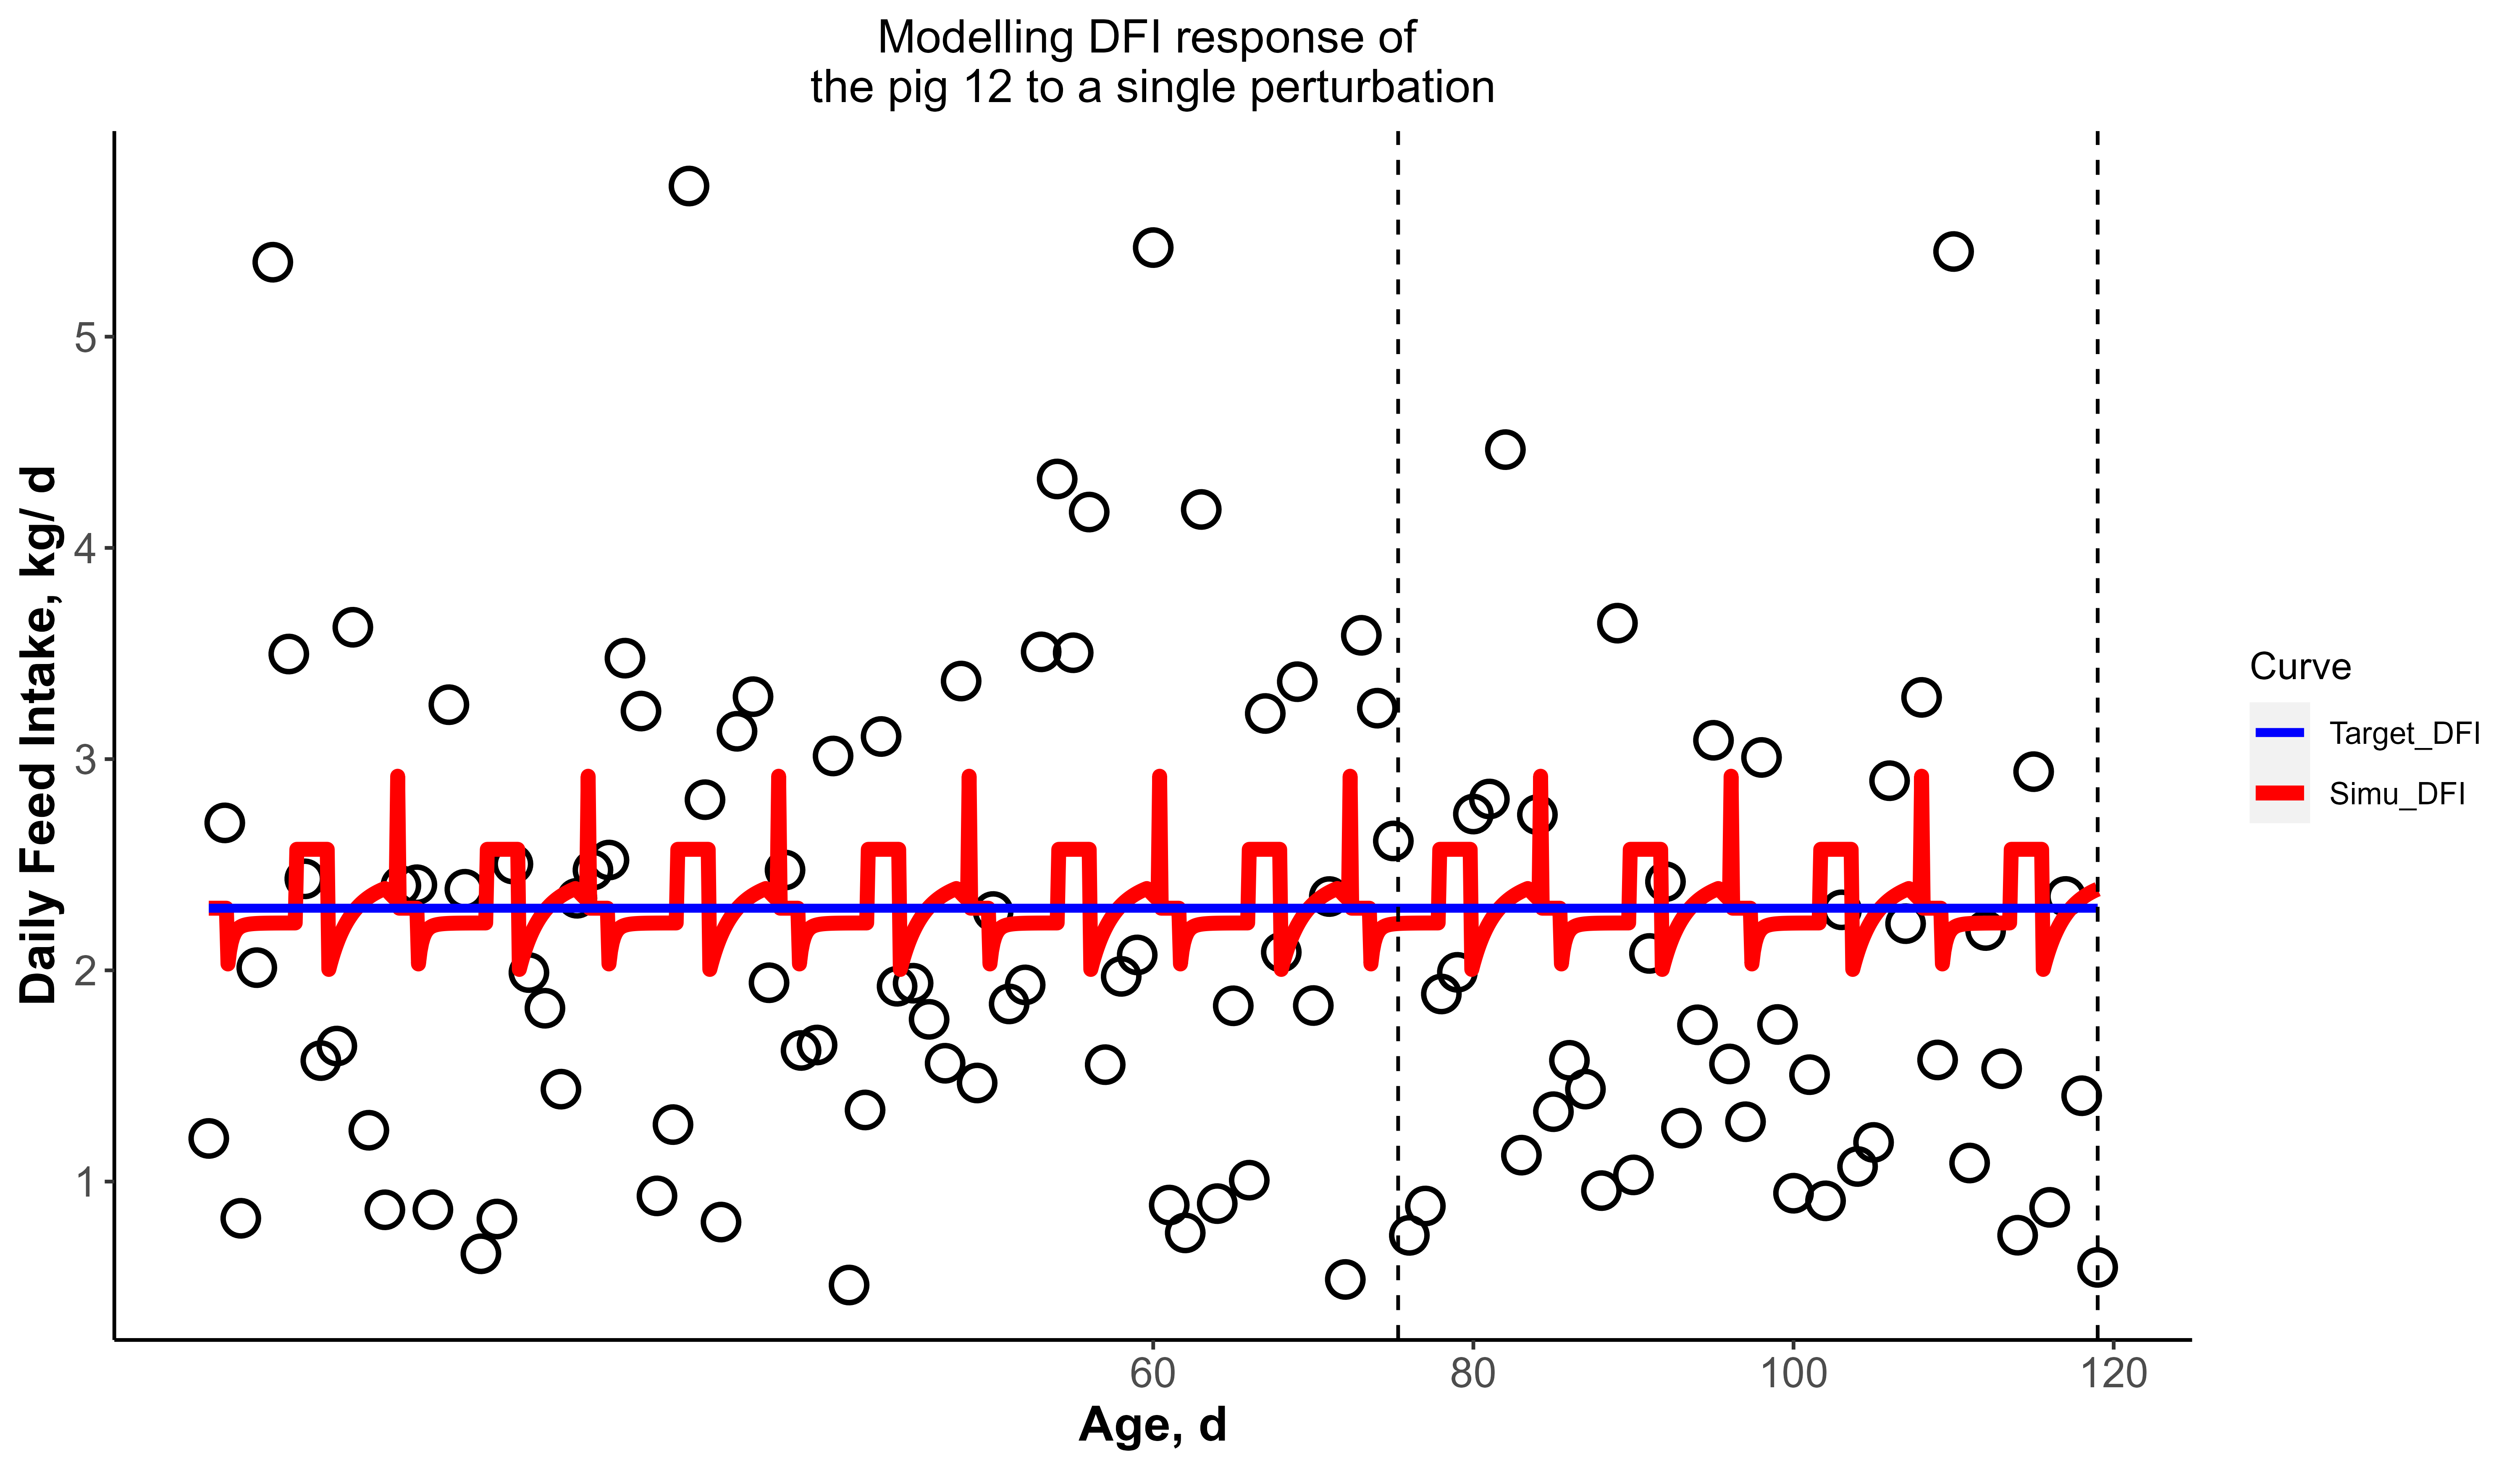 Modelling DFI response of
the pig 12 to a single perturbation
Daily Feed Intake, kg/ d
5
4
3
2
1
60
80
100
120
Age, d
Curve
Target_DFI
Simu_DFI